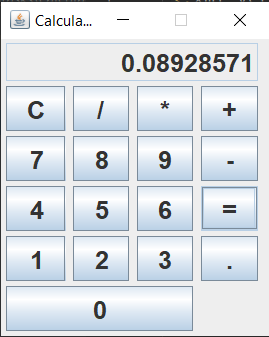 Calcula...
0.08928571
C / * +
7 8 9 -
4 5 6 =
1 2 3 .
0